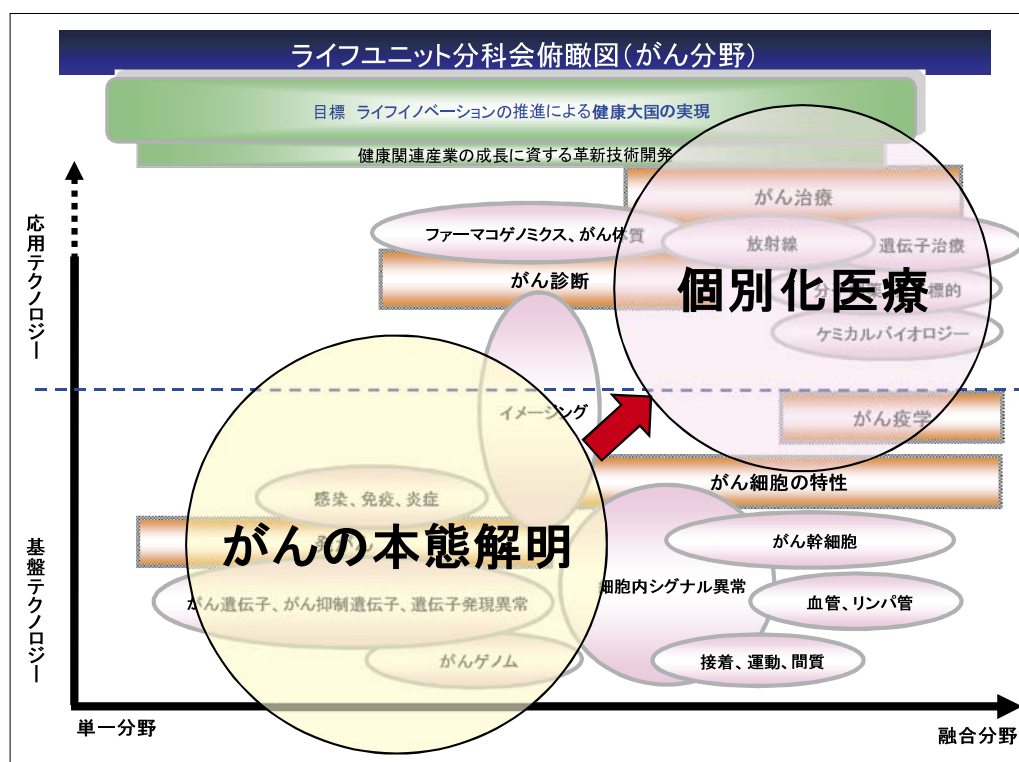 ライフユニット分科会俯瞰図(がん分野)
目標 ライフイノベーションの推進による健康大国の実現
健康関連産業の成長に資する革新技術開発
応用テクノロジー
がん治療
ファーマコゲノミクス、がん体質
放射線
遺伝子治療
がん診断
個別化医療
標的
ケミカルバイオロジー
イメージング
がん疫学
がん細胞の特性
感染、免疫、炎症
がんの本態解明
がん幹細胞
基盤テクノロジー
細胞内シグナル異常
がん遺伝子、がん抑制遺伝子、遺伝子発現異常
血管、リンパ管
がんゲノム
接着、運動、間質
単一分野
融合分野